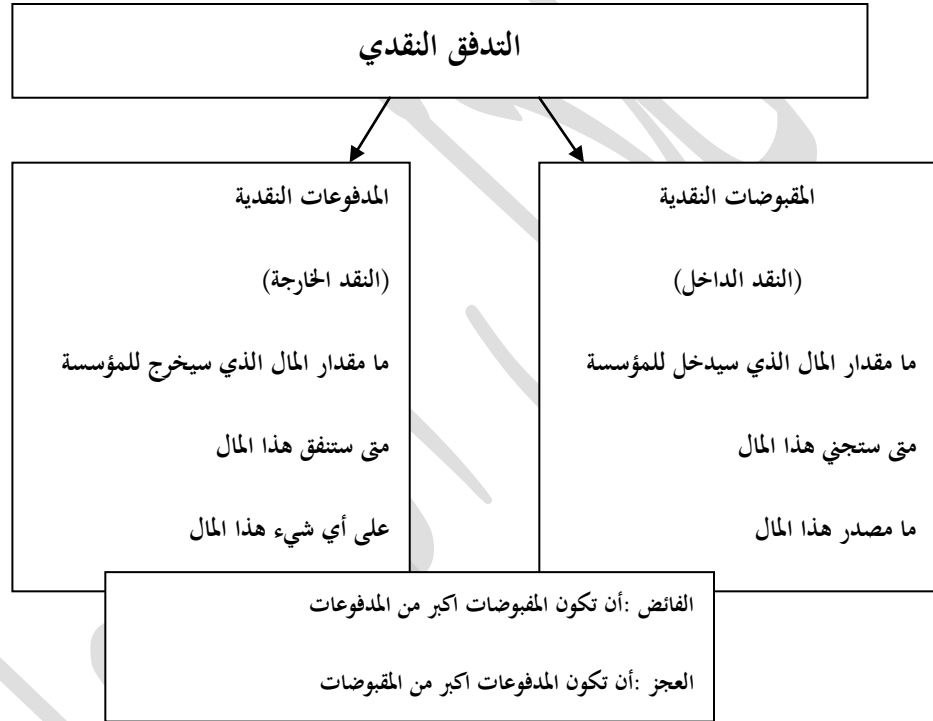 التدفق النقدي
المقبوضات النقدية
(النقد الداخل)
ما مقدار المال الذي سيدخل للمؤسسة
متى ستجني هذا المال
ما مصدر هذا المال
المدفوعات النقدية
(النقد الخارجة)
ما مقدار المال الذي سيخرج للمؤسسة
متى ستنفق هذا المال
على أي شيء هذا المال
الفائض :أن تكون المقبوضات اكبر من المدفوعات
العجز :أن تكون المدفوعات اكبر من المقبوضات